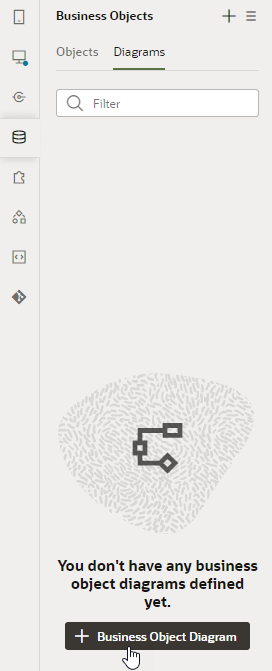 Business Objects
Objects
Diagrams
Filter
You don't have any business
object diagrams defined
yet.
Business Object Diagram